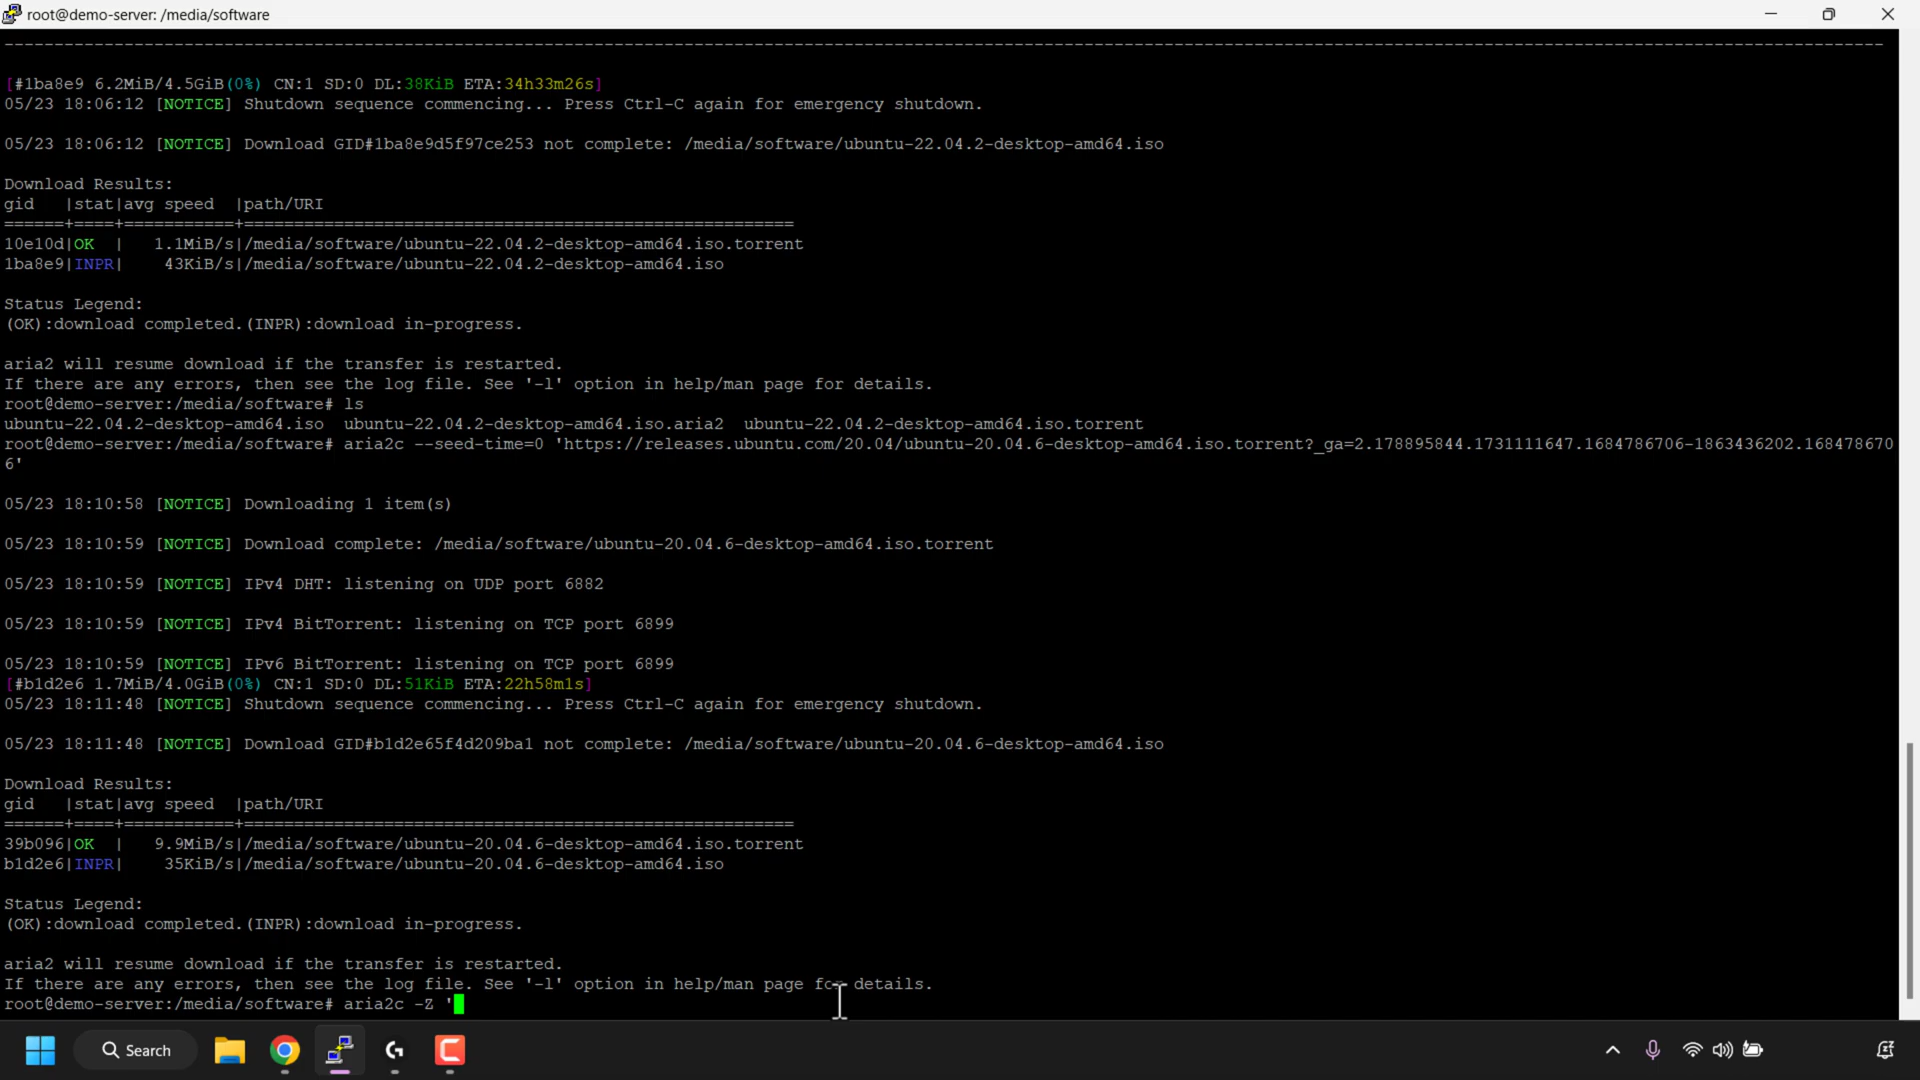 root@demo-server: /media/software
[#1ba8e9 6.2MiB/4.5GiB(0%) CN:1 SD:0 DL:38KiB ETA:34h33m26s]
05/23 18:06:12 [NOTICE] Shutdown sequence commencing... Press Ctrl-C again for emergency shutdown.
05/23 18:06:12 [NOTICE] Download GID#1ba8e9d5f97ce253 not complete: /media/software/ubuntu-22.04.2-desktop-amd64.iso
Download Results:
gid   |stat|avg speed  |path/URI
======+====+===========+=======================================================
10e10d|OK  |   1.1MiB/s|/media/software/ubuntu-22.04.2-desktop-amd64.iso.torrent
1ba8e9|INPR|    43KiB/s|/media/software/ubuntu-22.04.2-desktop-amd64.iso
Status Legend:
(OK):download completed.(INPR):download in-progress.
aria2 will resume download if the transfer is restarted.
If there are any errors, then see the log file. See '-l' option in help/man page for details.
root@demo-server:/media/software# ls
ubuntu-22.04.2-desktop-amd64.iso  ubuntu-22.04.2-desktop-amd64.iso.aria2  ubuntu-22.04.2-desktop-amd64.iso.torrent
root@demo-server:/media/software# aria2c --seed-time=0 'https://releases.ubuntu.com/20.04/ubuntu-20.04.6-desktop-amd64.iso.torrent?_ga=2.178895844.1731111647.1684786706-1863436202.168478670
6'
05/23 18:10:58 [NOTICE] Downloading 1 item(s)
05/23 18:10:59 [NOTICE] Download complete: /media/software/ubuntu-20.04.6-desktop-amd64.iso.torrent
05/23 18:10:59 [NOTICE] IPv4 DHT: listening on UDP port 6882
05/23 18:10:59 [NOTICE] IPv4 BitTorrent: listening on TCP port 6899
05/23 18:10:59 [NOTICE] IPv6 BitTorrent: listening on TCP port 6899
[#b1d2e6 1.7MiB/4.0GiB(0%) CN:1 SD:0 DL:51KiB ETA:22h58m1s]
05/23 18:11:48 [NOTICE] Shutdown sequence commencing... Press Ctrl-C again for emergency shutdown.
05/23 18:11:48 [NOTICE] Download GID#b1d2e65f4d209ba1 not complete: /media/software/ubuntu-20.04.6-desktop-amd64.iso
Download Results:
gid   |stat|avg speed  |path/URI
======+====+===========+=======================================================
39b096|OK  |   9.9MiB/s|/media/software/ubuntu-20.04.6-desktop-amd64.iso.torrent
b1d2e6|INPR|    35KiB/s|/media/software/ubuntu-20.04.6-desktop-amd64.iso
Status Legend:
(OK):download completed.(INPR):download in-progress.
aria2 will resume download if the transfer is restarted.
If there are any errors, then see the log file. See '-l' option in help/man page for details.
root@demo-server:/media/software# aria2c -Z '
Search